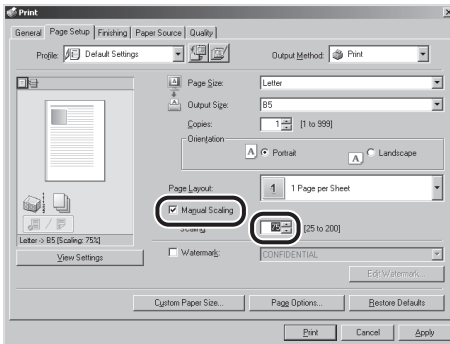 Print
General Page Setup Finishing Paper Source Quality
Profile: Default Settings Output Method: Print
Page Size: Letter
Output Size: B5
Copies: 1 [1 to 999]
Orientation
A Portrait A Landscape
Page Layout: 1 1 Page per Sheet
Manual Scaling
Scaling: 75 [25 to 200]
Letter -> B5 [Scaling: 75%]
View Settings
Watermark: CONFIDENTIAL
Edit Watermark...
Custom Paper Size... Page Options... Restore Defaults
Print Cancel Apply